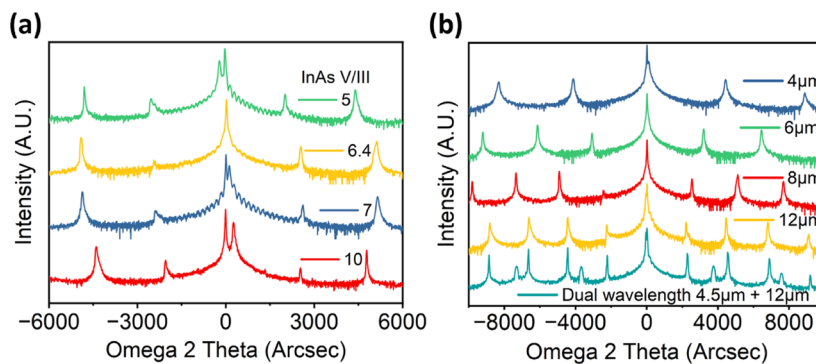 (a)
Intensity (A.U.)
InAs V/III
5
6.4
7
10
−6000 −3000 0 3000 6000
Omega 2 Theta (Arcsec)
(b)
Intensity (A.U.)
4μm
6μm
8μm
12μm
Dual wavelength 4.5μm + 12μm
−8000 −4000 0 4000 8000
Omega 2 Theta (Arcsec)